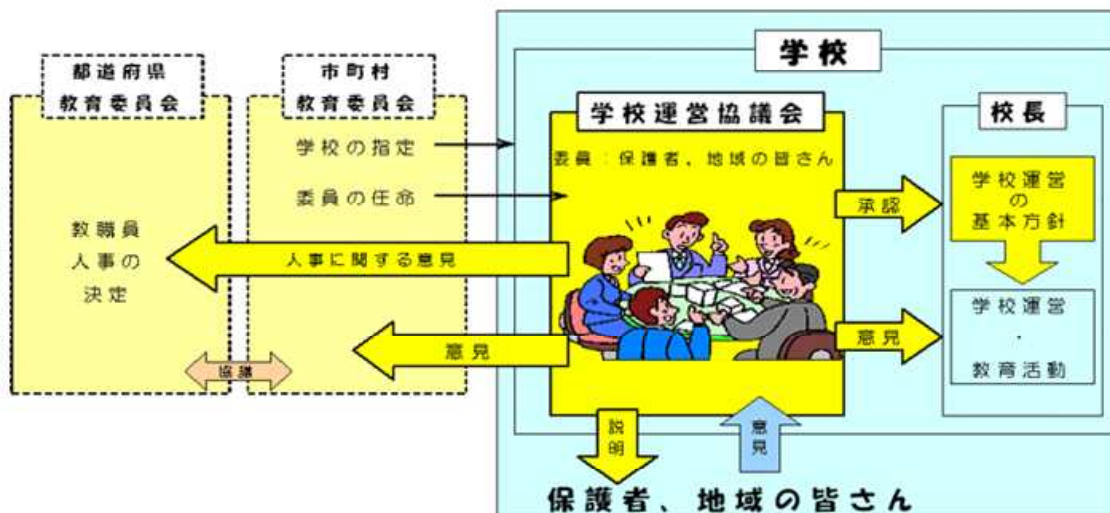 都道府県
教育委員会
教職員
人事の
決定
市町村
教育委員会
学校の指定
委員の任命
人事に関する意見
意見
協議
学校
学校運営協議会
委員：保護者、地域の皆さん
承認
意見
校長
学校運営
の
基本方針
学校運営
・
教育活動
説明
意見
保護者、地域の皆さん